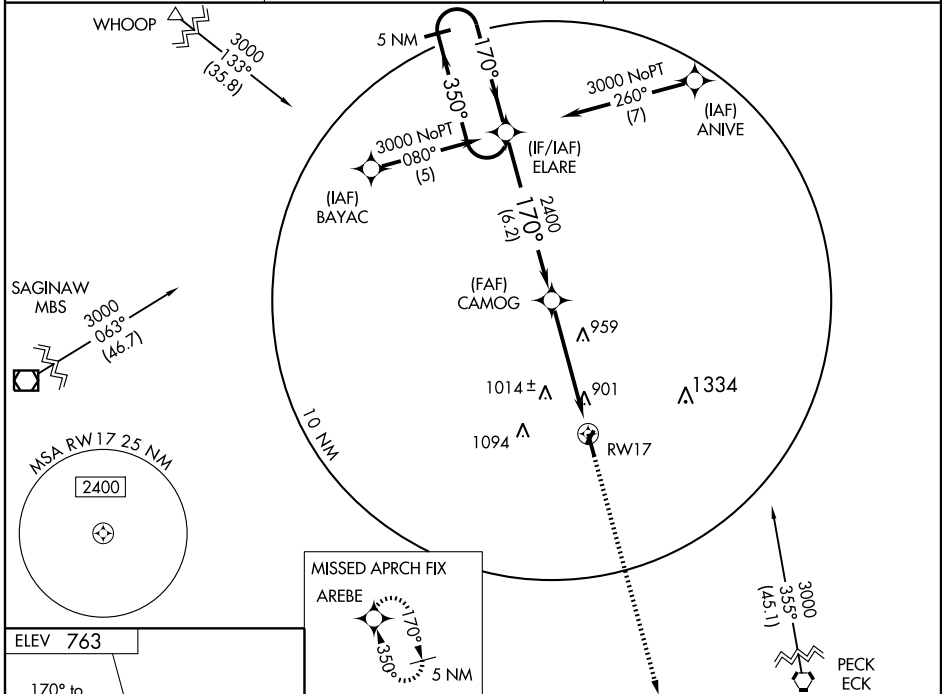 WHOOP
3000
133°
(35.8)
5 NM
170°
350°
3000 NoPT
260°
(7)
(IAF)
ANIVE
3000 NoPT
080°
(5)
(IF/IAF)
ELARE
(IAF)
BAYAC
2400
170°
(6.2)
SAGINAW
MBS
3000
063°
(46.7)
(FAF)
CAMOG
959
1014 ±
901
1334
1094
RW17
10 NM
MSA RW17 25 NM
2400
MISSED APRCH FIX
AREBE
170°
350°
5 NM
3000
355°
(45.1)
PECK
ECK
ELEV 763
170° to